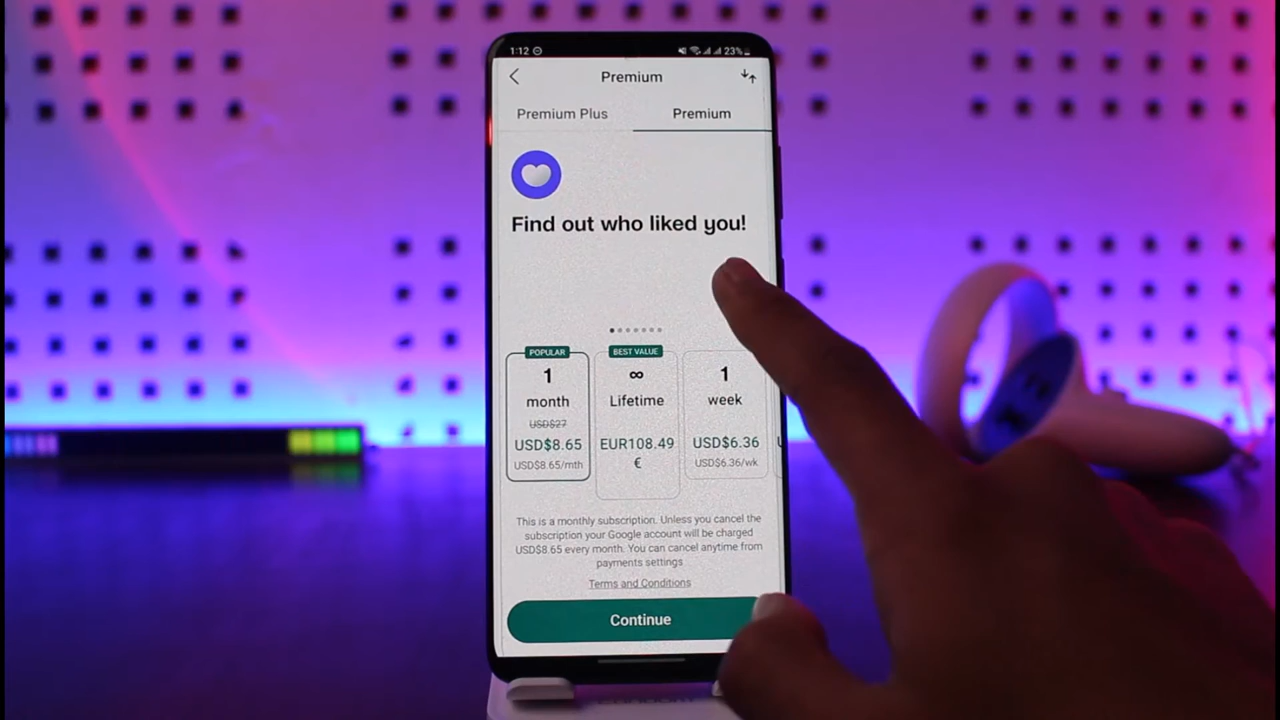 1:12 23%
Premium
Premium Plus Premium
Find out who liked you!
POPULAR BEST VALUE
1 ∞ 1
month Lifetime week
USD$27
USD$8.65 EUR108.49 USD$6.36
USD$8.65/mth € USD$6.36/wk
This is a monthly subscription. Unless you cancel the
subscription your Google account will be charged
USD$8.65 every month. You can cancel anytime from
payments settings
Terms and Conditions
Continue